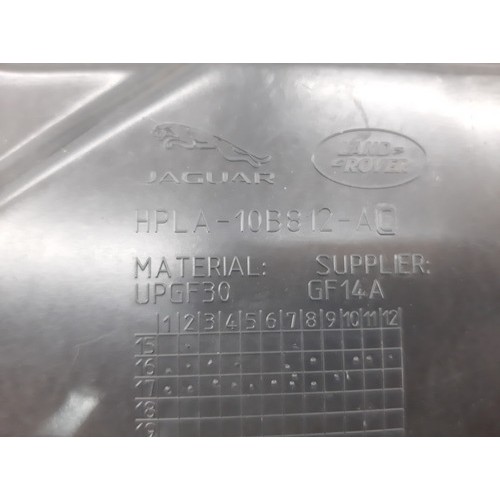 JAGUAR
LAND ROVER
HPLA-10B812-AD
MATERIAL: SUPPLIER:
UPGF30 GF14A
1 2 3 4 5 6 7 8 9 10 11 12
15
16
17
18
19